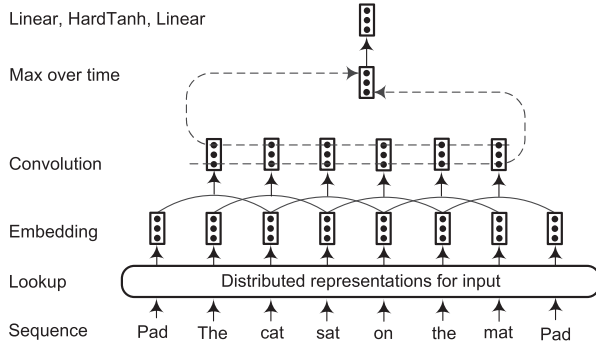 Linear, HardTanh, Linear
Max over time
Convolution
Embedding
Lookup Distributed representations for input
Sequence Pad The cat sat on the mat Pad